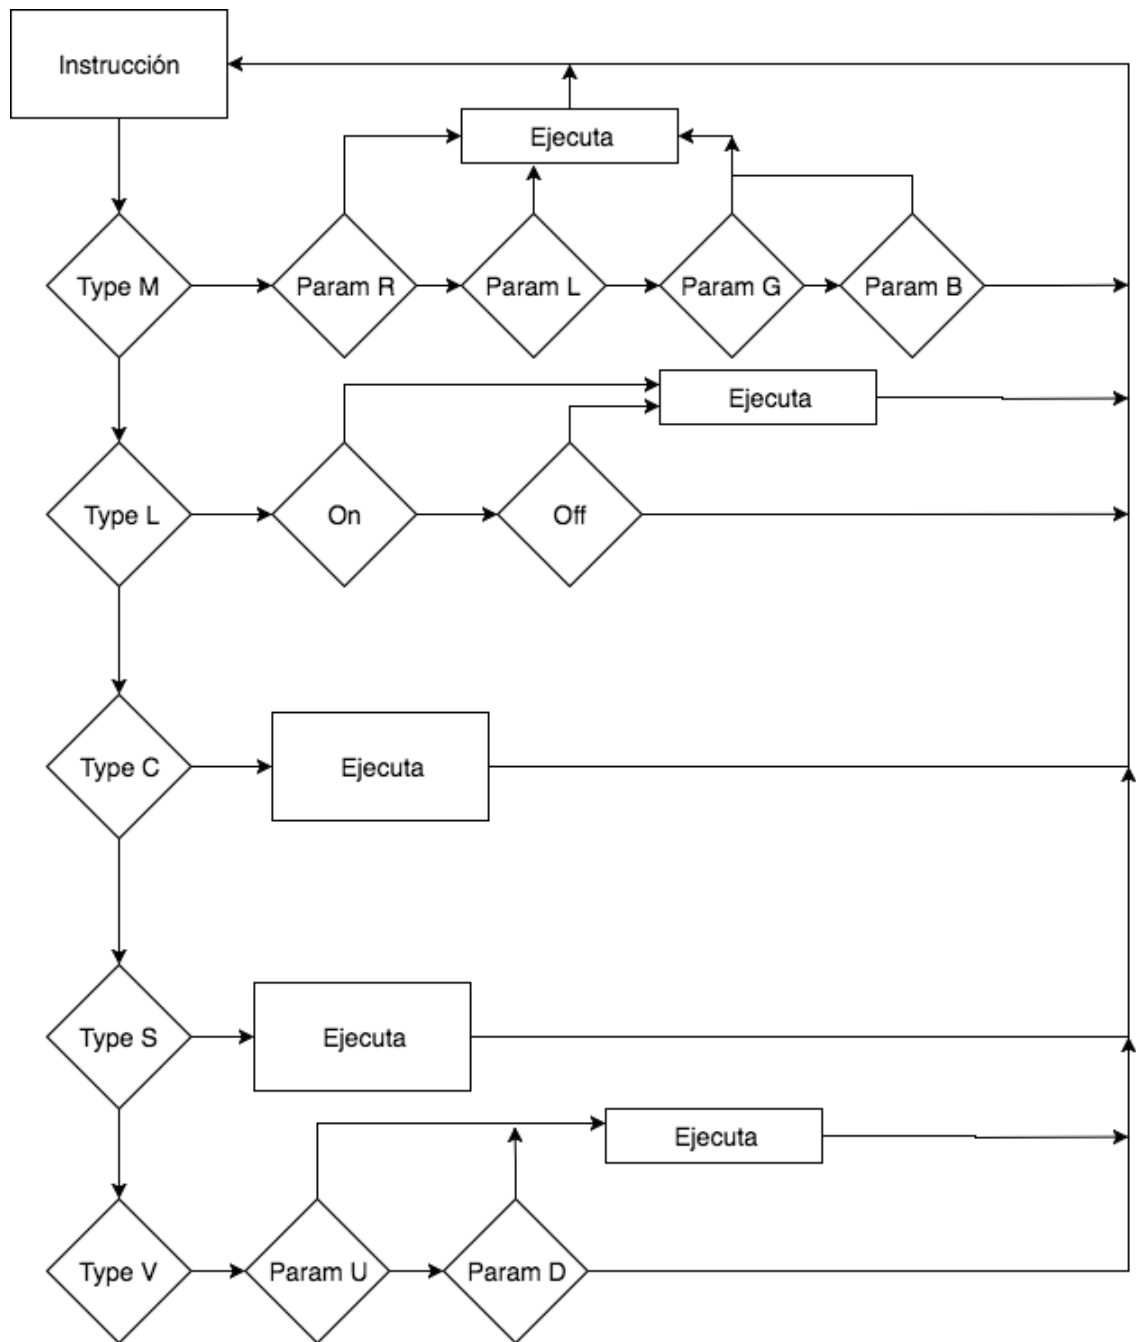 Instrucción
Ejecuta
Type M
Param R
Param L
Param G
Param B
Ejecuta
Type L
On
Off
Type C
Ejecuta
Type S
Ejecuta
Ejecuta
Type V
Param U
Param D